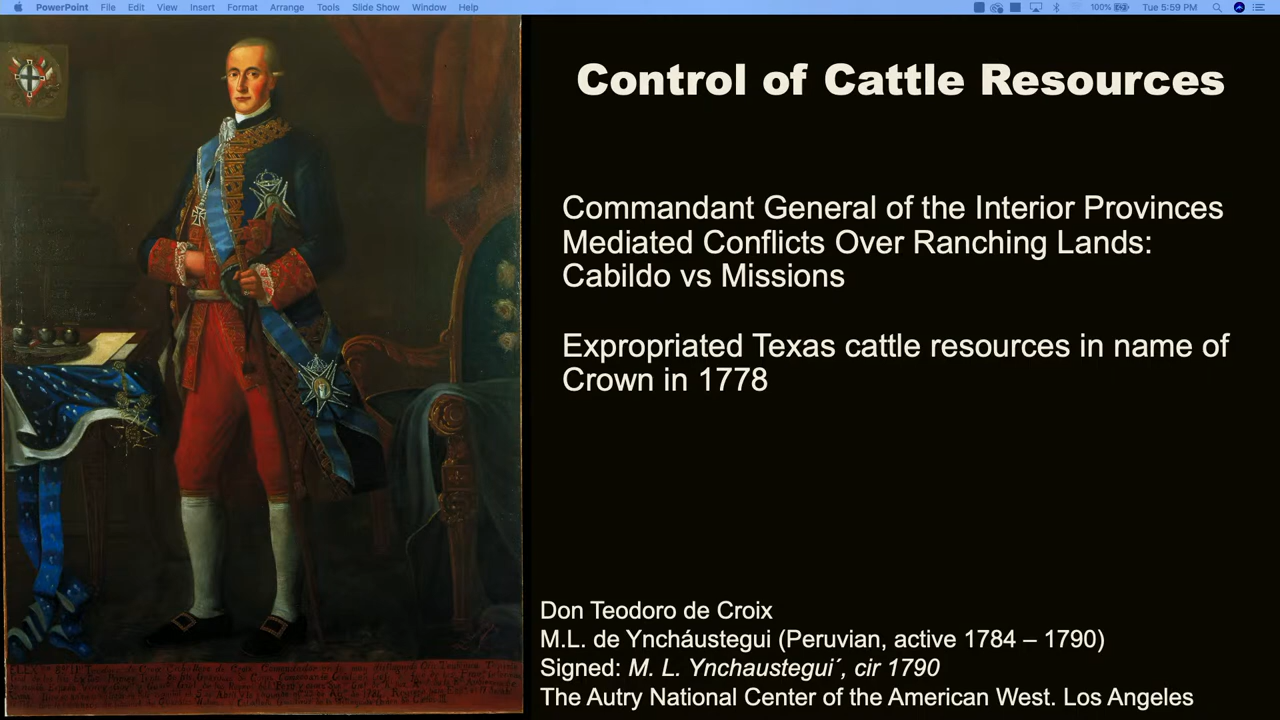 PowerPoint File Edit View Insert Format Arrange Tools Slide Show Window Help 100% Tue 5:59 PM
Control of Cattle Resources
Commandant General of the Interior Provinces
Mediated Conflicts Over Ranching Lands:
Cabildo vs Missions
Expropriated Texas cattle resources in name of
Crown in 1778
Don Teodoro de Croix
M.L. de Yncháustegui (Peruvian, active 1784 – 1790)
Signed: M. L. Ynchaustegui´, cir 1790
The Autry National Center of the American West. Los Angeles